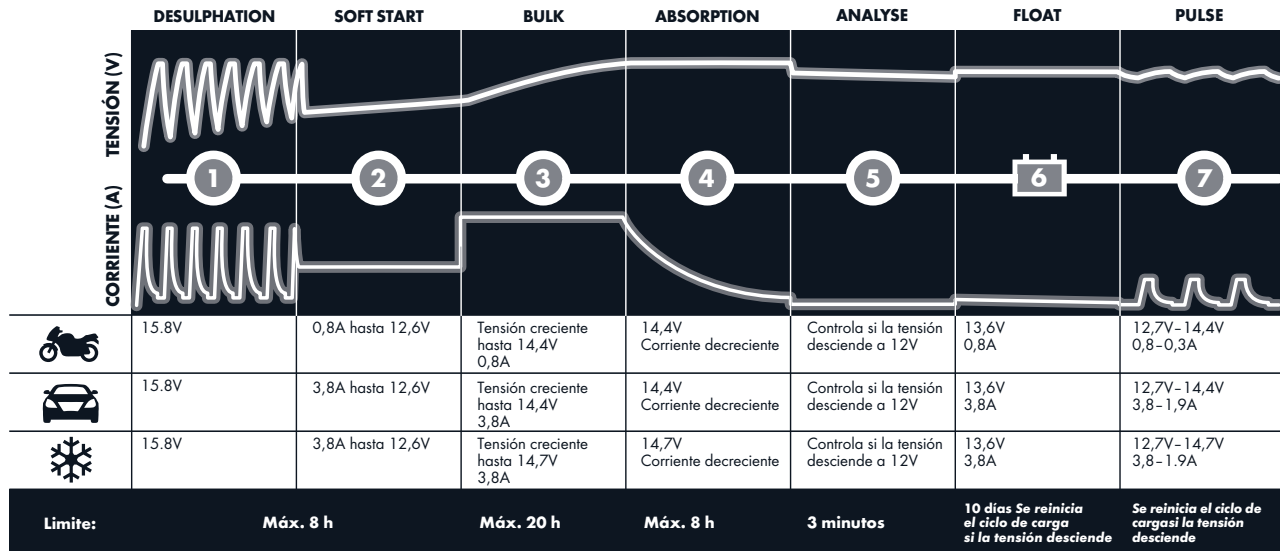 DESULPHATION
SOFT START
BULK
ABSORPTION
ANALYSE
FLOAT
PULSE
TENSIÓN (V)
CORRIENTE (A)
1
2
3
4
5
6
7
15.8V
0,8A hasta 12,6V
Tensión creciente
hasta 14,4V
0,8A
14,4V
Corriente decreciente
Controla si la tensión
desciende a 12V
13,6V
0,8A
12,7V–14,4V
0,8–0,3A
15.8V
3,8A hasta 12,6V
Tensión creciente
hasta 14,4V
3,8A
14,4V
Corriente decreciente
Controla si la tensión
desciende a 12V
13,6V
3,8A
12,7V–14,4V
3,8–1,9A
15.8V
3,8A hasta 12,6V
Tensión creciente
hasta 14,7V
3,8A
14,7V
Corriente decreciente
Controla si la tensión
desciende a 12V
13,6V
3,8A
12,7V–14,7V
3,8–1.9A
Limite:
Máx. 8 h
Máx. 20 h
Máx. 8 h
3 minutos
10 días Se reinicia
el ciclo de carga
si la tensión desciende
Se reinicia el ciclo de
cargasi la tensión
desciende